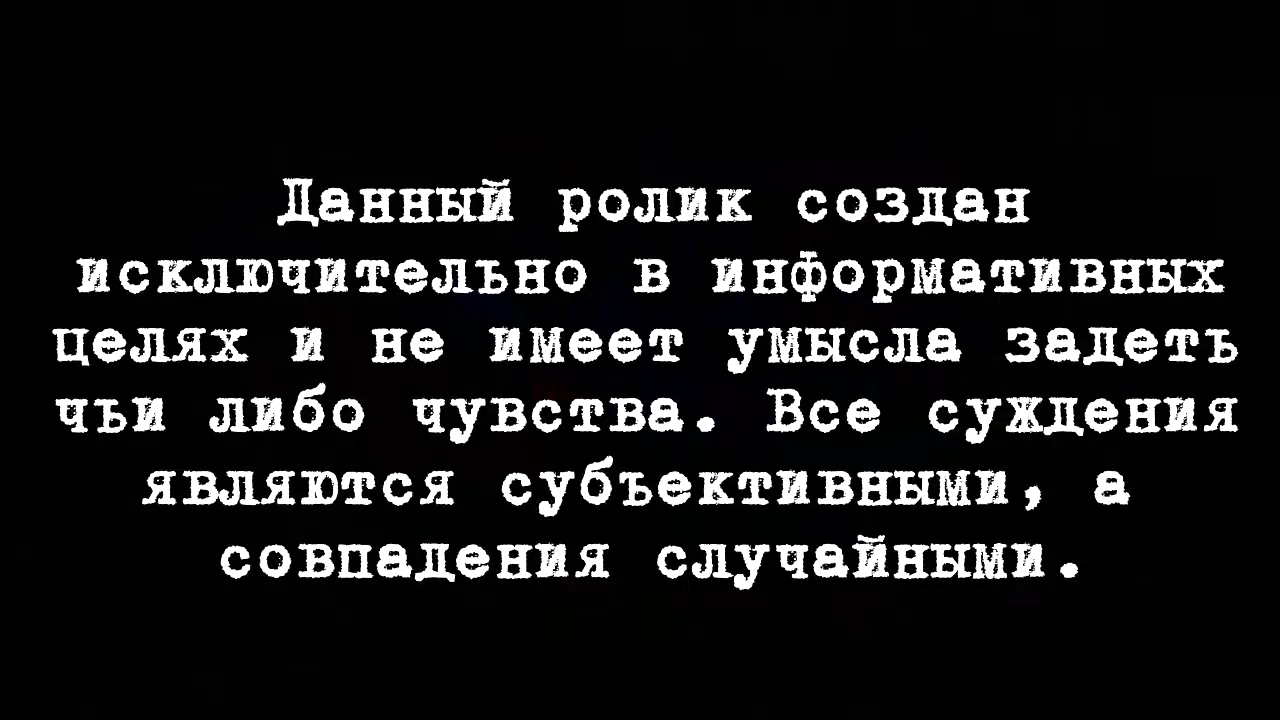 Данный ролик создан
исключительно в информативных
целях и не имеет умысла задеть
чьи либо чувства. Все суждения
являются субъективными, а
совпадения случайными.